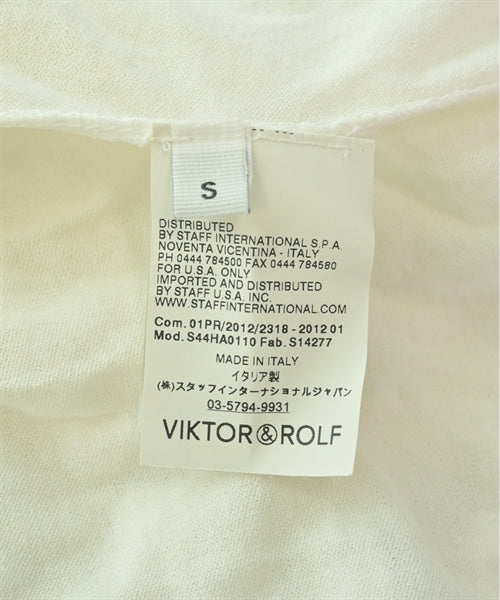 S
DISTRIBUTED
BY STAFF INTERNATIONAL S.P.A.
NOVENTA VICENTINA - ITALY
PH 0444 784500 FAX 0444 784580
FOR U.S.A. ONLY
IMPORTED AND DISTRIBUTED
BY STAFF U.S.A. INC.
WWW.STAFFINTERNATIONAL.COM
Com. 01PR/2012/2318 - 2012 01
Mod. S44HA0110 Fab. S14277
MADE IN ITALY
イタリア製
(株)スタッフインターナショナルジャパン
03-5794-9931
VIKTOR&ROLF